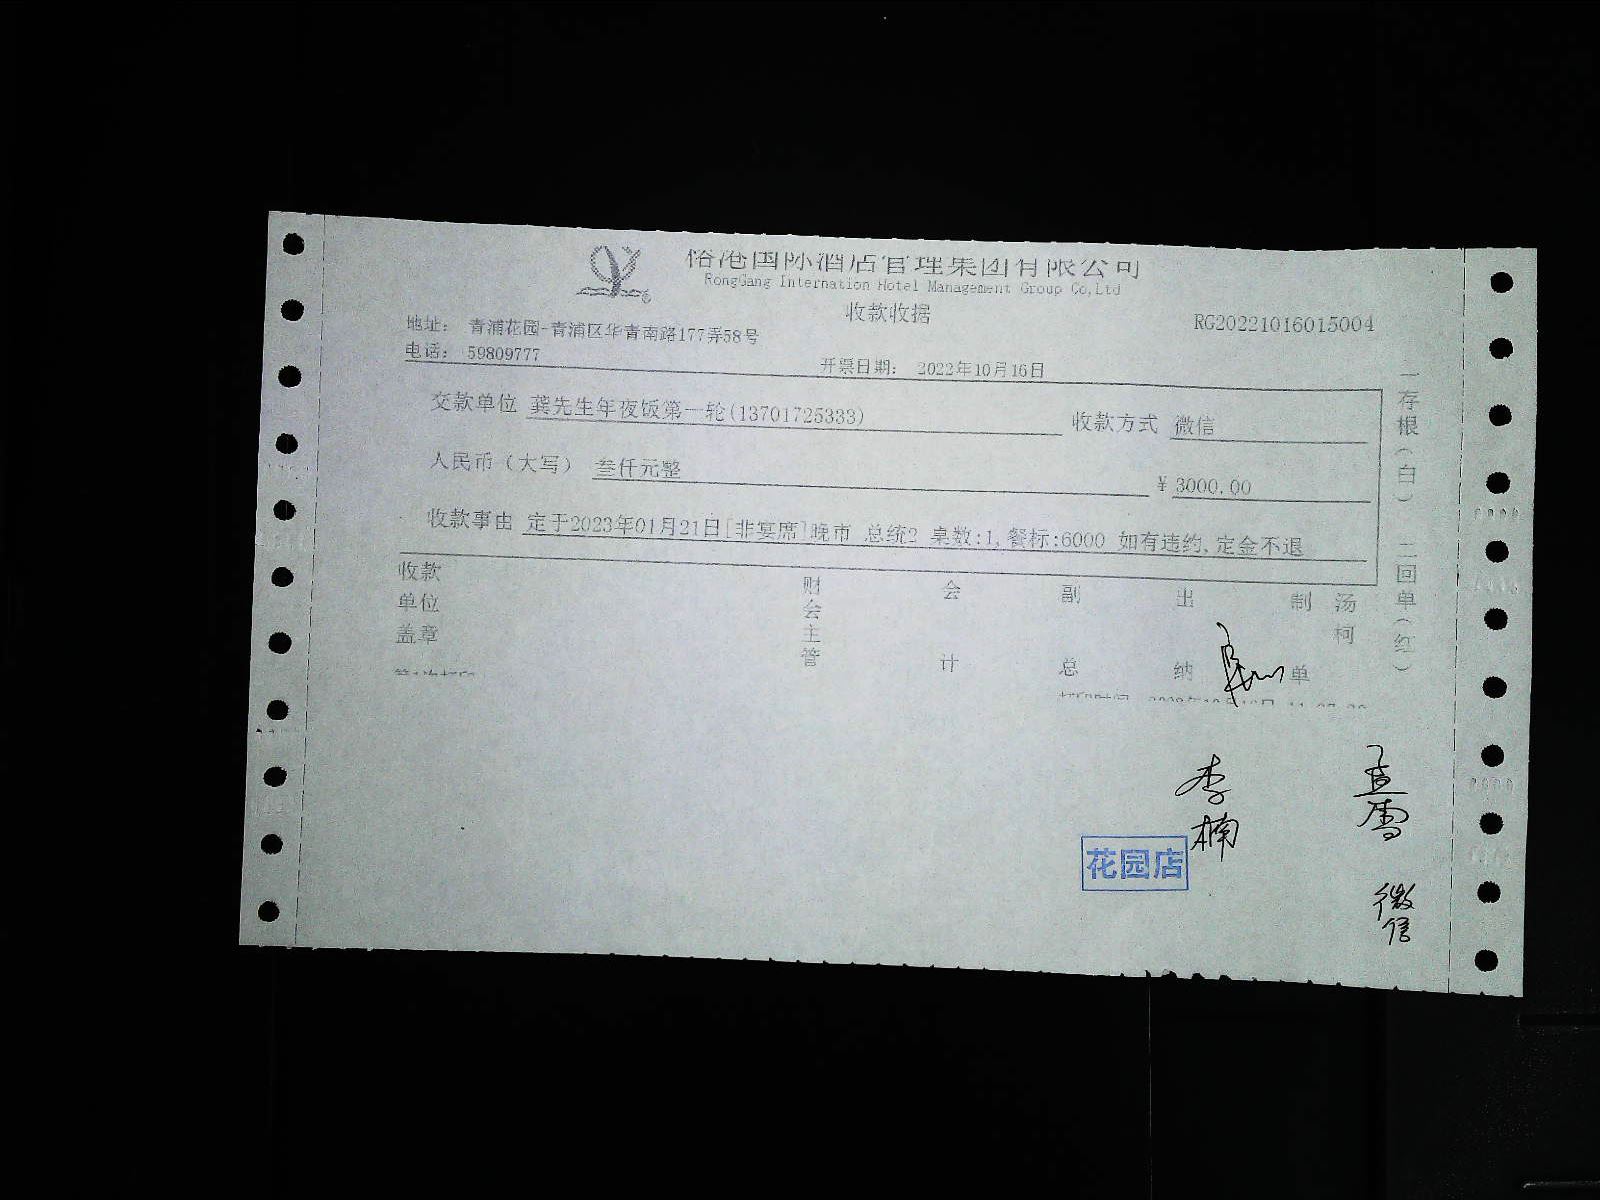 港国际酒店管理集团有限公司
RongGang Internation Hotel Management Group Co,Ltd
收款收据
地址: 青浦花园-青浦区华青南路177弄58号
RG20221016015004
电话: 59809777
开票日期: 2022年10月16日
交款单位 龚先生年夜饭第一轮(13701725333)
收款方式 微信
人民币（大写） 叁仟元整
¥ 3000.00
收款事由 定于2023年01月21日[非宴席]晚市 总统2 桌数:1,餐标:6000 如有违约,定金不退
收款单位盖章
财会主管
会计
副总
出纳
制单
汤柯
一存根(白) 二回单(红)
李楠
花园店
微信